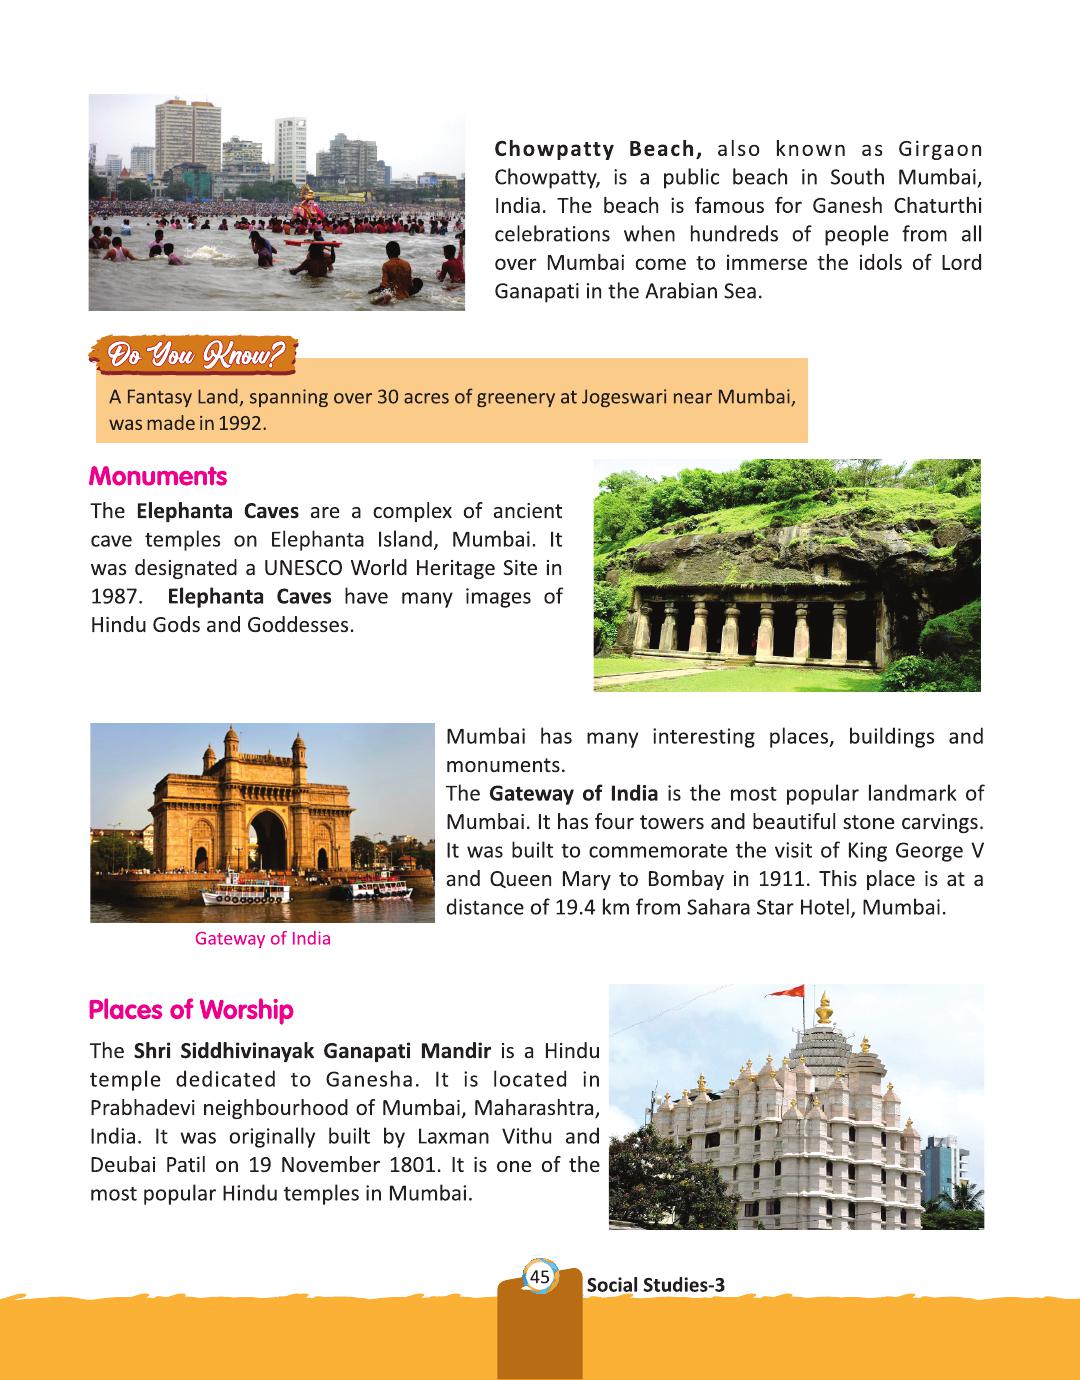 Chowpatty Beach, also known as Girgaon
Chowpatty, is a public beach in South Mumbai,
India. The beach is famous for Ganesh Chaturthi
celebrations when hundreds of people from all
over Mumbai come to immerse the idols of Lord
Ganapati in the Arabian Sea.
Do You Know?
A Fantasy Land, spanning over 30 acres of greenery at Jogeswari near Mumbai,
was made in 1992.
Monuments
The Elephanta Caves are a complex of ancient
cave temples on Elephanta Island, Mumbai. It
was designated a UNESCO World Heritage Site in
1987. Elephanta Caves have many images of
Hindu Gods and Goddesses.
Mumbai has many interesting places, buildings and
monuments.
The Gateway of India is the most popular landmark of
Mumbai. It has four towers and beautiful stone carvings.
It was built to commemorate the visit of King George V
and Queen Mary to Bombay in 1911. This place is at a
distance of 19.4 km from Sahara Star Hotel, Mumbai.
Gateway of India
Places of Worship
The Shri Siddhivinayak Ganapati Mandir is a Hindu
temple dedicated to Ganesha. It is located in
Prabhadevi neighbourhood of Mumbai, Maharashtra,
India. It was originally built by Laxman Vithu and
Deubai Patil on 19 November 1801. It is one of the
most popular Hindu temples in Mumbai.
45
Social Studies-3